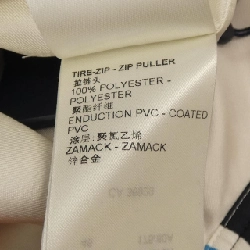 TIRE-ZIP - ZIP PULLER
拉链头
100% POLYESTER -
POLYESTER
聚酯纤维
ENDUCTION PVC - COATED
PVC
涂层：聚氯乙烯
ZAMACK - ZAMACK
锌合金